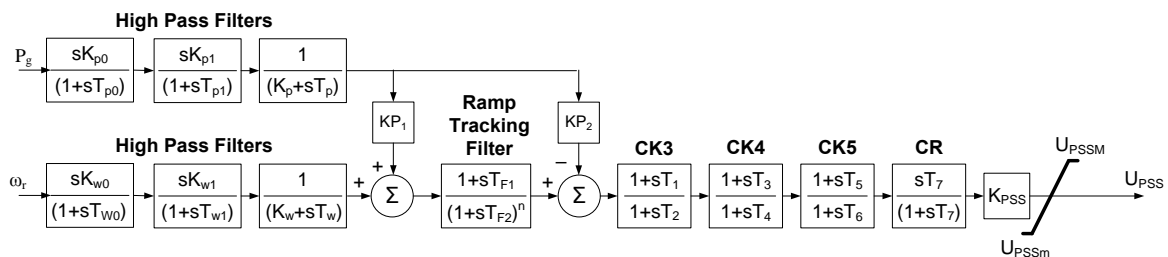 High Pass Filters
P_g
sK_p0
(1+sT_p0)
sK_p1
(1+sT_p1)
1
(K_p+sT_p)
KP_1
KP_2
Ramp
Tracking
Filter
High Pass Filters
ω_r
sK_w0
(1+sT_W0)
sK_w1
(1+sT_w1)
1
(K_w+sT_w)
+
+
Σ
1+sT_F1
(1+sT_F2)^n
−
+
Σ
CK3
1+sT_1
1+sT_2
CK4
1+sT_3
1+sT_4
CK5
1+sT_5
1+sT_6
CR
sT_7
(1+sT_7)
K_PSS
U_PSSM
U_PSSm
U_PSS